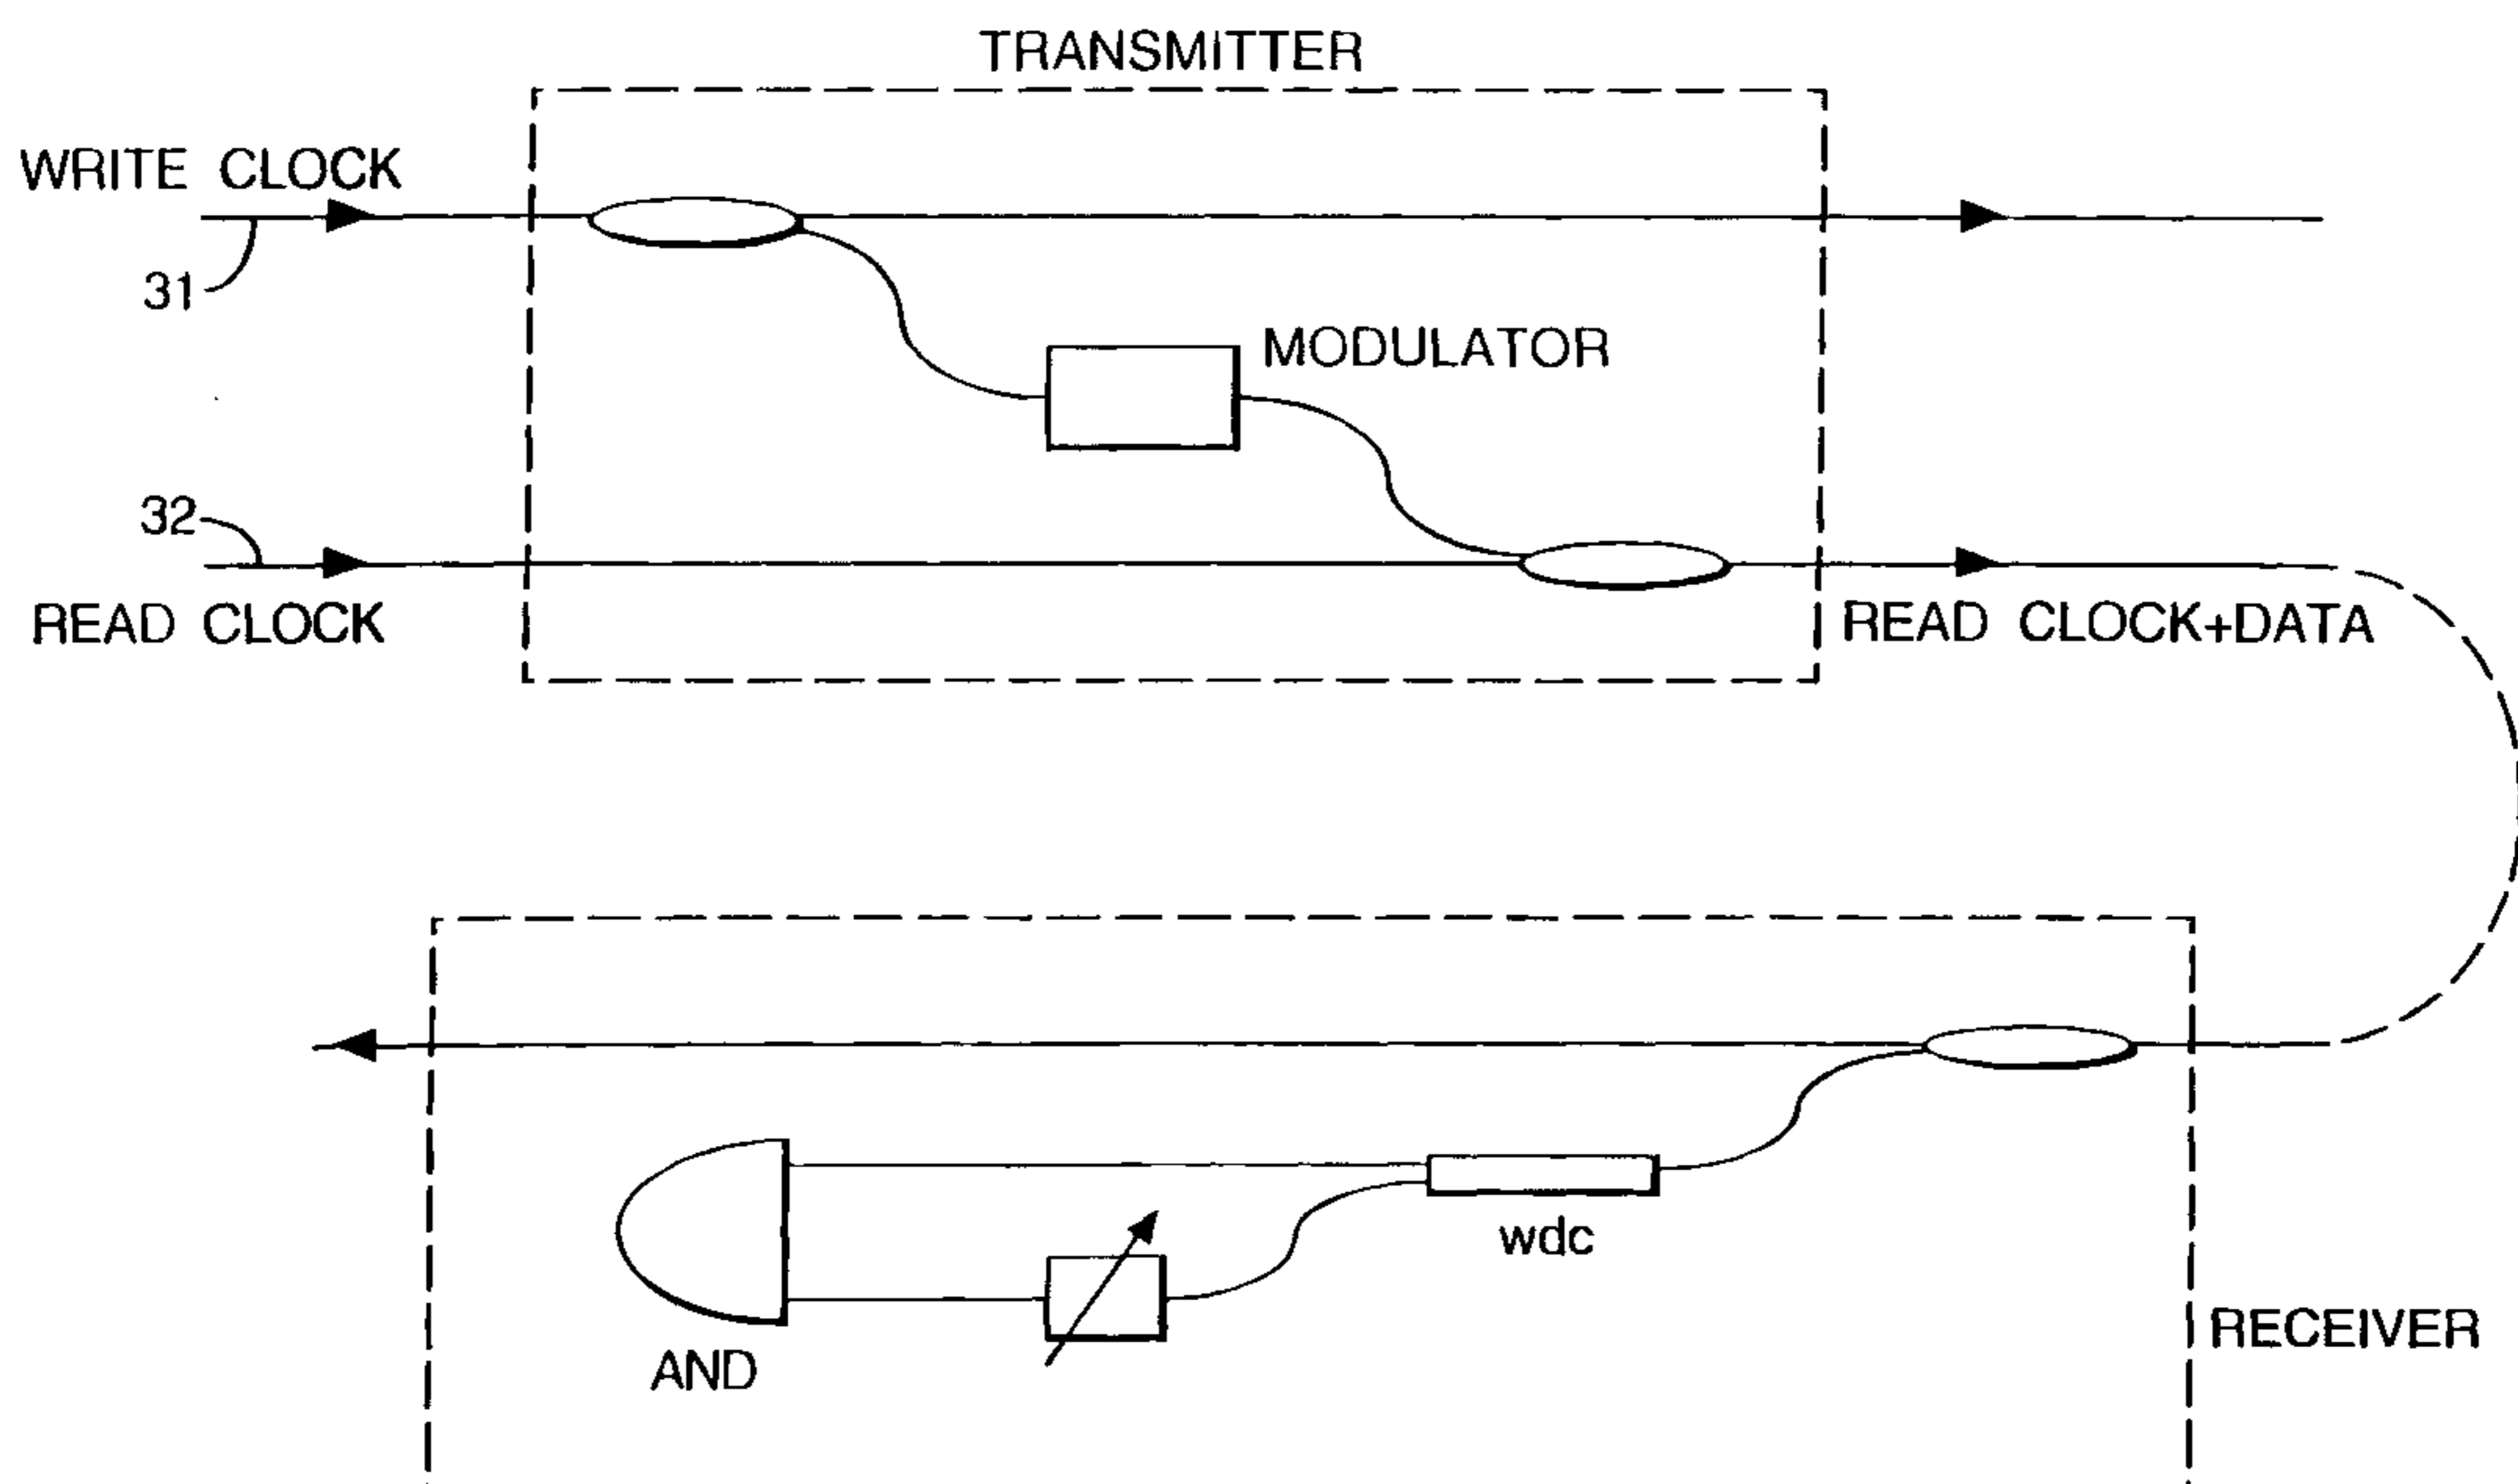 TRANSMITTER
WRITE CLOCK
31
MODULATOR
32
READ CLOCK
READ CLOCK+DATA
wdc
RECEIVER
AND